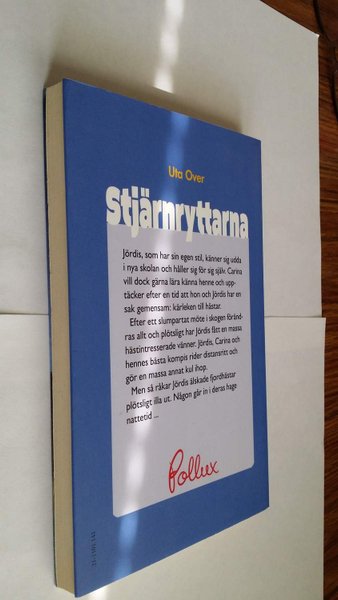 Uta Over
Stjärnryttarna
Jördis, som har sin egen stil, känner sig udda
i nya skolan och håller sig för sig själv. Carina
vill dock gärna lära känna henne och upp-
täcker efter en tid att hon och Jördis har en
sak gemensam: kärleken till hästar.
Efter ett slumpartat möte i skogen föränd-
ras allt och plötsligt har Jördis fått en massa
hästintresserade vänner. Jördis, Carina och
hennes bästa kompis rider distansritt och
gör en massa annat kul ihop.
Men så råkar Jördis älskade fjordhästar
plötsligt illa ut. Någon går in i deras hage
nattetid ...
Pollux